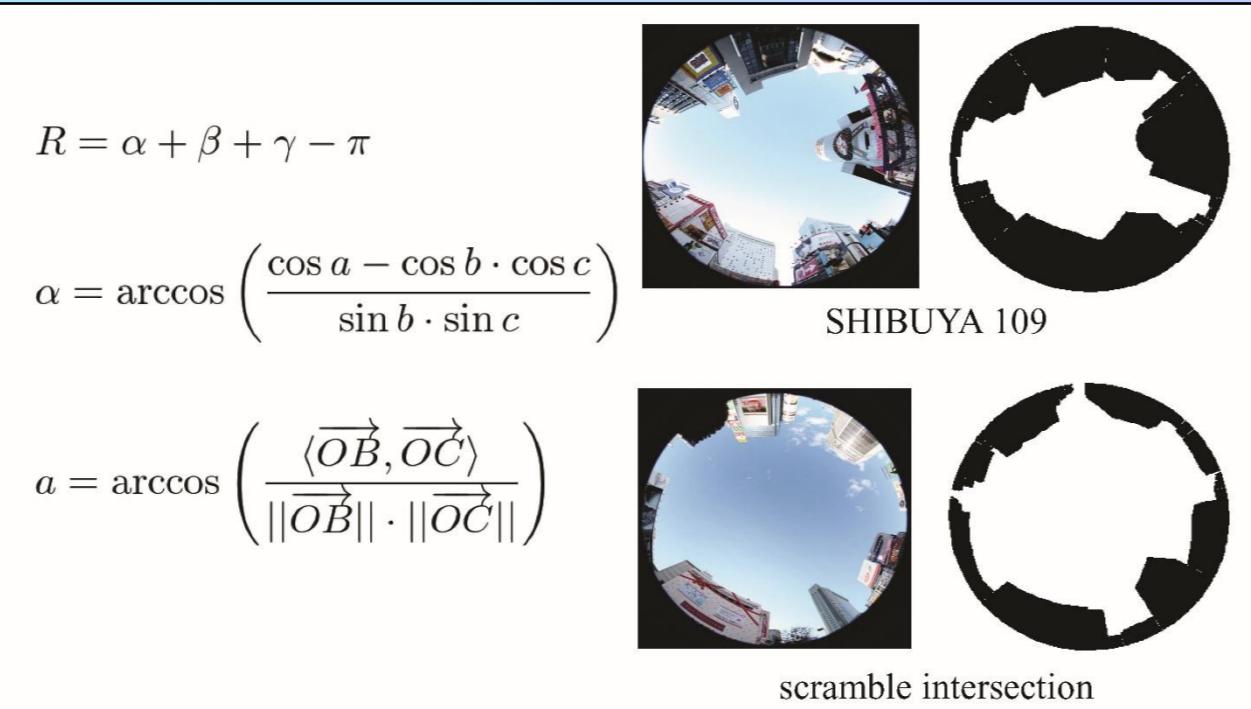 R = α + β + γ − π
α = arccos ( (cos a − cos b · cos c) / (sin b · sin c) )
a = arccos ( ⟨OB→, OC→⟩ / (||OB→|| · ||OC→||) )
SHIBUYA 109
scramble intersection